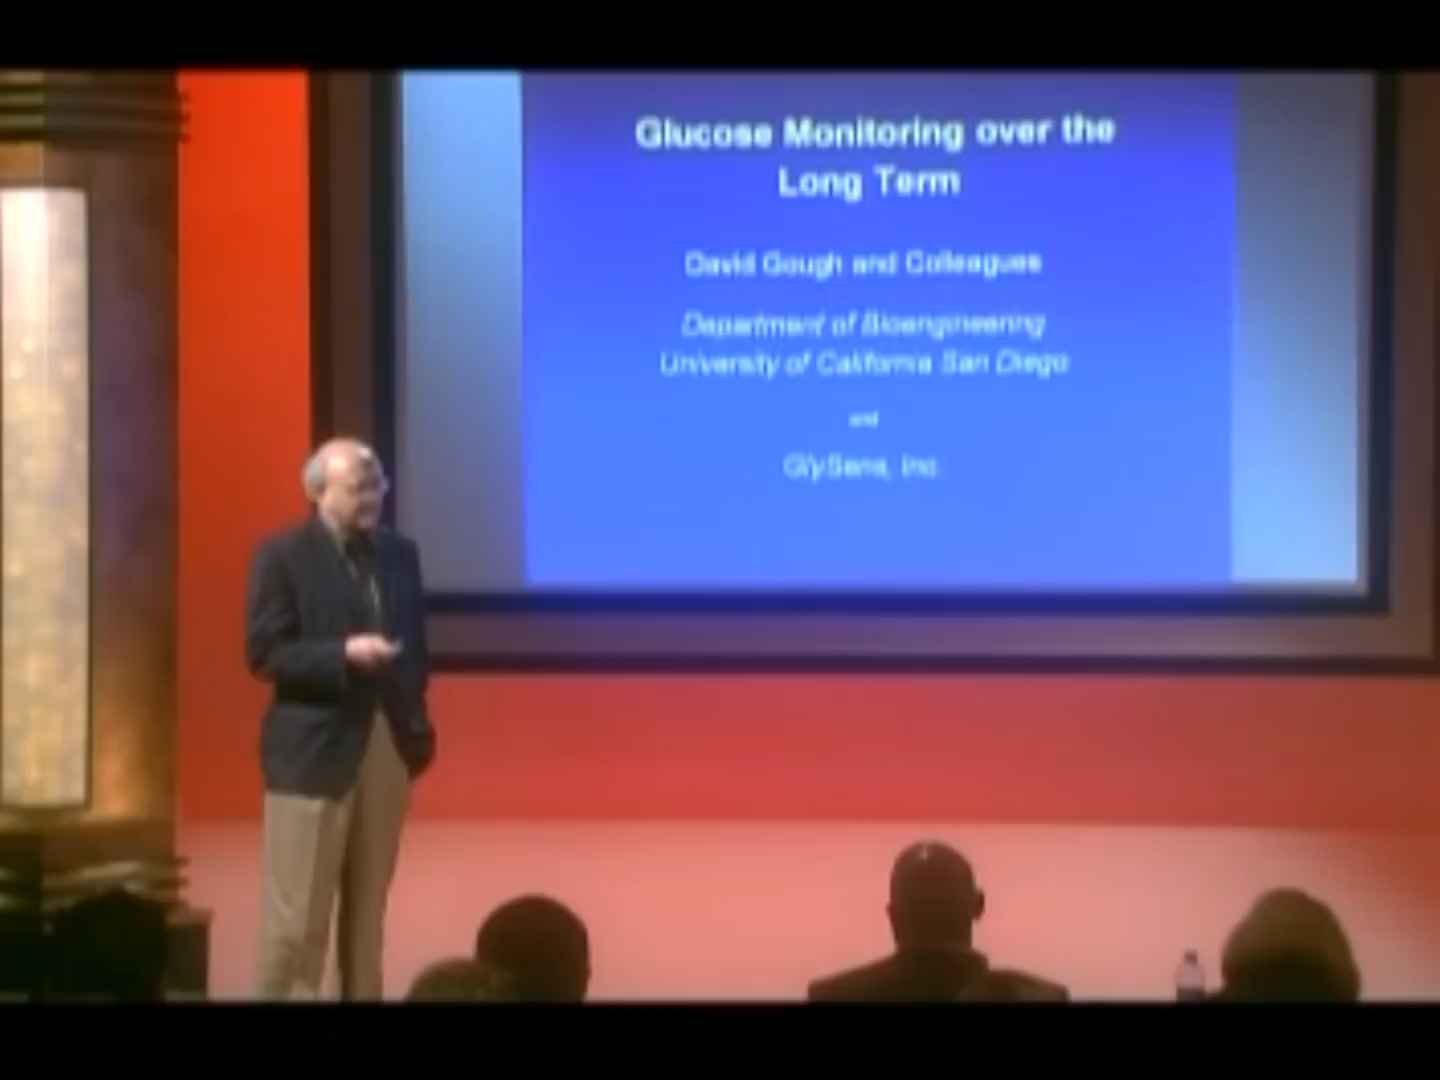 Glucose Monitoring over the
Long Term
David Gough and Colleagues
Department of Bioengineering
University of California San Diego
and
GlySens, Inc.